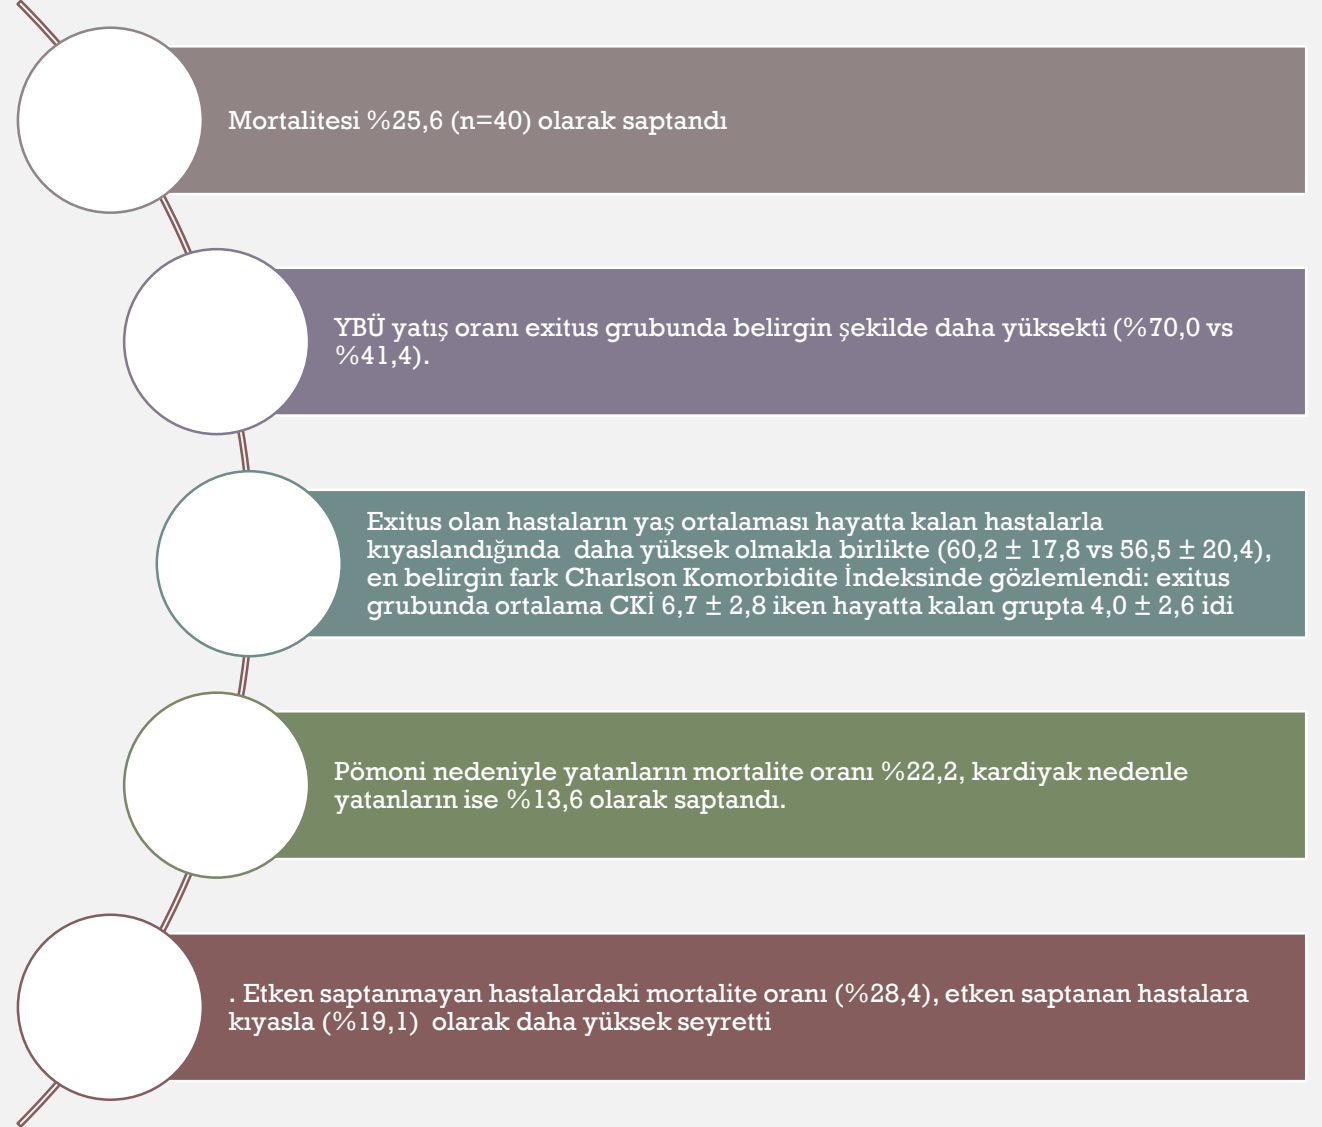 Mortalitesi %25,6 (n=40) olarak saptandı
YBÜ yatış oranı exitus grubunda belirgin şekilde daha yüksekti (%70,0 vs
%41,4).
Exitus olan hastaların yaş ortalaması hayatta kalan hastalarla
kıyaslandığında  daha yüksek olmakla birlikte (60,2 ± 17,8 vs 56,5 ± 20,4),
en belirgin fark Charlson Komorbidite İndeksinde gözlemlendi: exitus
grubunda ortalama CKİ 6,7 ± 2,8 iken hayatta kalan grupta 4,0 ± 2,6 idi
Pömoni nedeniyle yatanların mortalite oranı %22,2, kardiyak nedenle
yatanların ise %13,6 olarak saptandı.
. Etken saptanmayan hastalardaki mortalite oranı (%28,4), etken saptanan hastalara
kıyasla (%19,1)  olarak daha yüksek seyretti